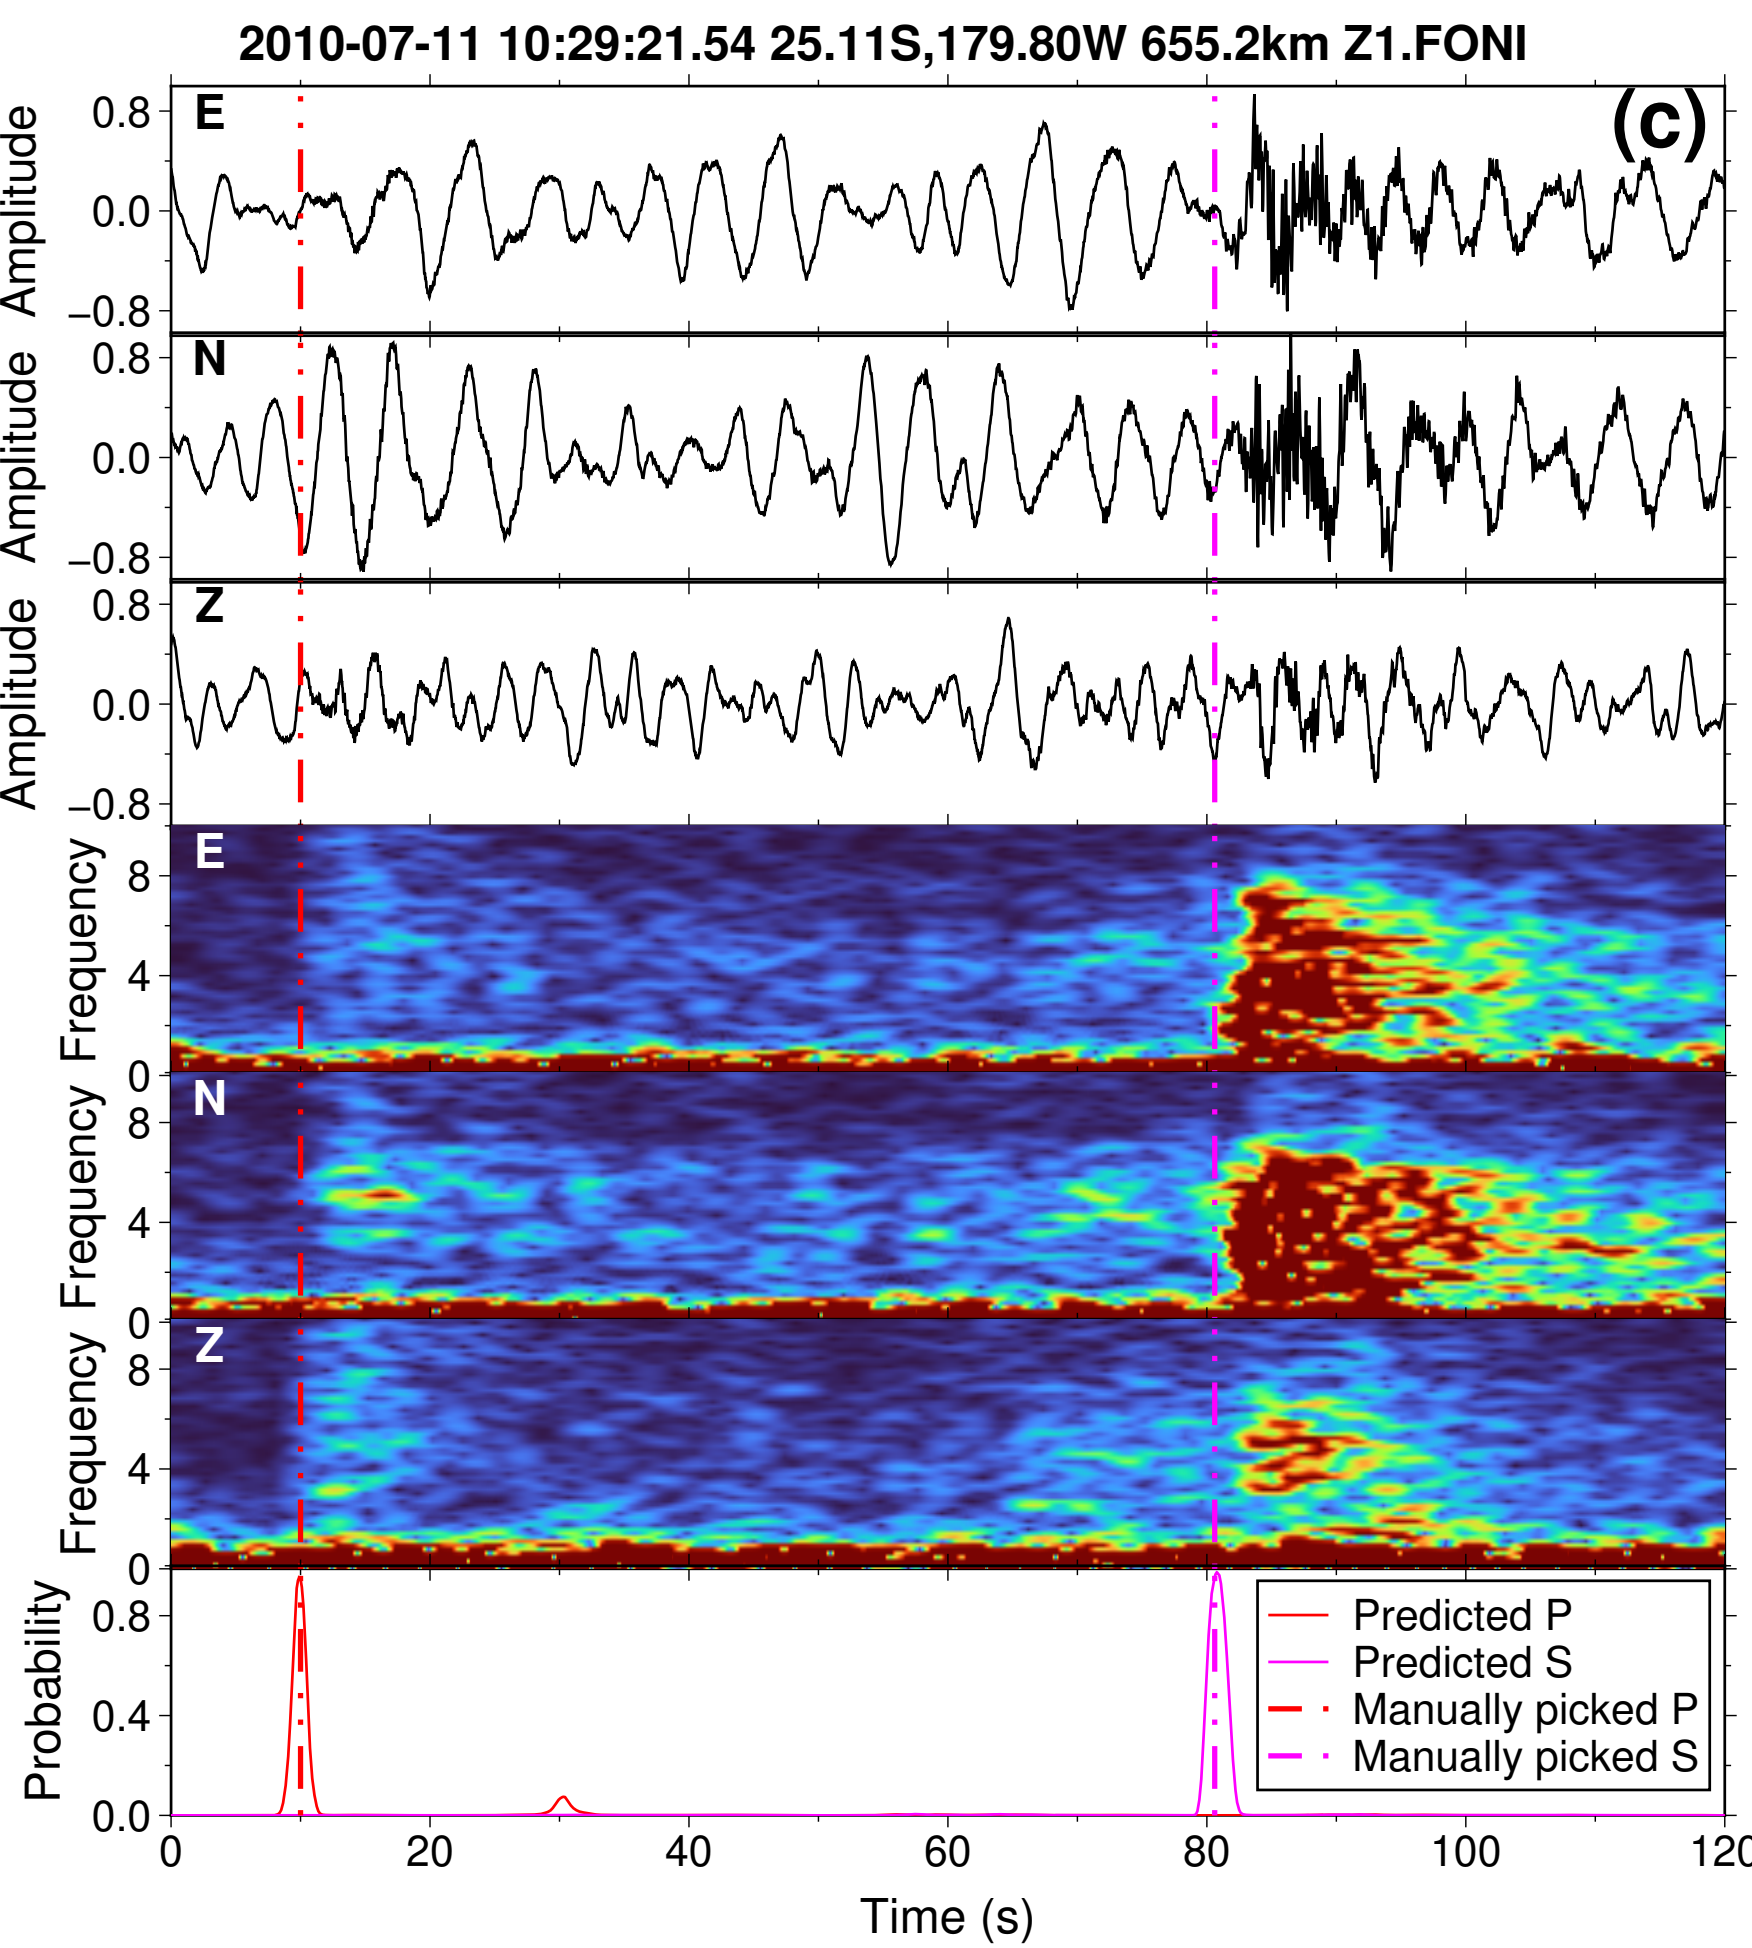 2010-07-11 10:29:21.54 25.11S,179.80W 655.2km Z1.FONI
(c)
E
Amplitude
0.8
0.0
−0.8
N
Amplitude
0.8
0.0
−0.8
Z
Amplitude
0.8
0.0
−0.8
E
Frequency
8
4
0
N
Frequency
8
4
0
Z
Frequency
8
4
0
Probability
0.8
0.4
0.0
Predicted P
Predicted S
Manually picked P
Manually picked S
0 20 40 60 80 100 120
Time (s)